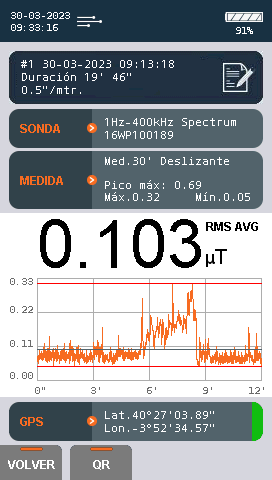 30-03-2023
09:33:16
91%
#1 30-03-2023 09:13:18
Duración 19' 46"
0.5"/mtr.
SONDA
1Hz-400kHz Spectrum
16WP100189
MEDIDA
Med.30' Deslizante
Pico máx: 0.69
Máx.0.32 Mín.0.05
0.103 RMS AVG
µT
0.33
0.22
0.11
0.00
0" 3' 6' 9' 12'
GPS
Lat.40°27'03.89"
Lon.-3°52'34.57"
VOLVER QR